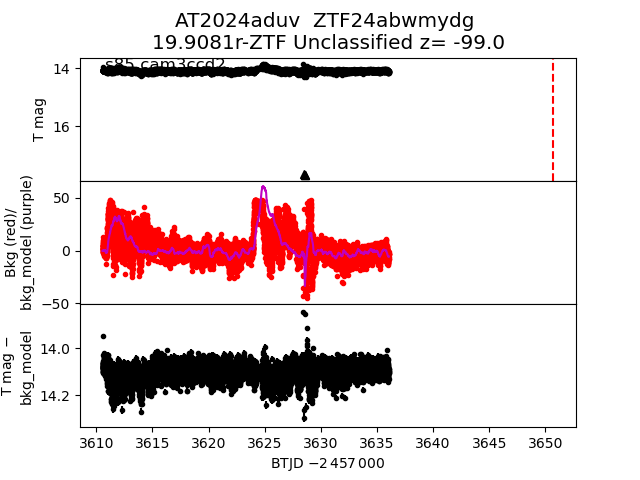 AT2024aduv  ZTF24abwmydg
19.9081r-ZTF Unclassified z= -99.0
s85 cam3ccd2
T mag
14
16
Bkg (red)/
bkg_model (purple)
50
0
−50
T mag −
bkg_model
14.0
14.2
3610 3615 3620 3625 3630 3635 3640 3645 3650
BTJD −2 457 000